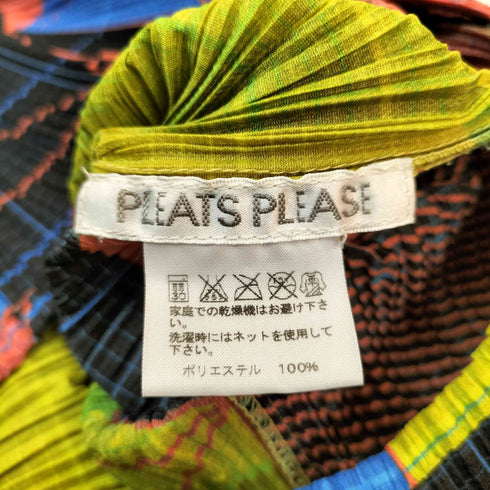 PLEATS PLEASE
家庭での乾燥機はお避け下さ
い。
洗濯時にはネットを使用して
下さい。
ポリエステル 100%